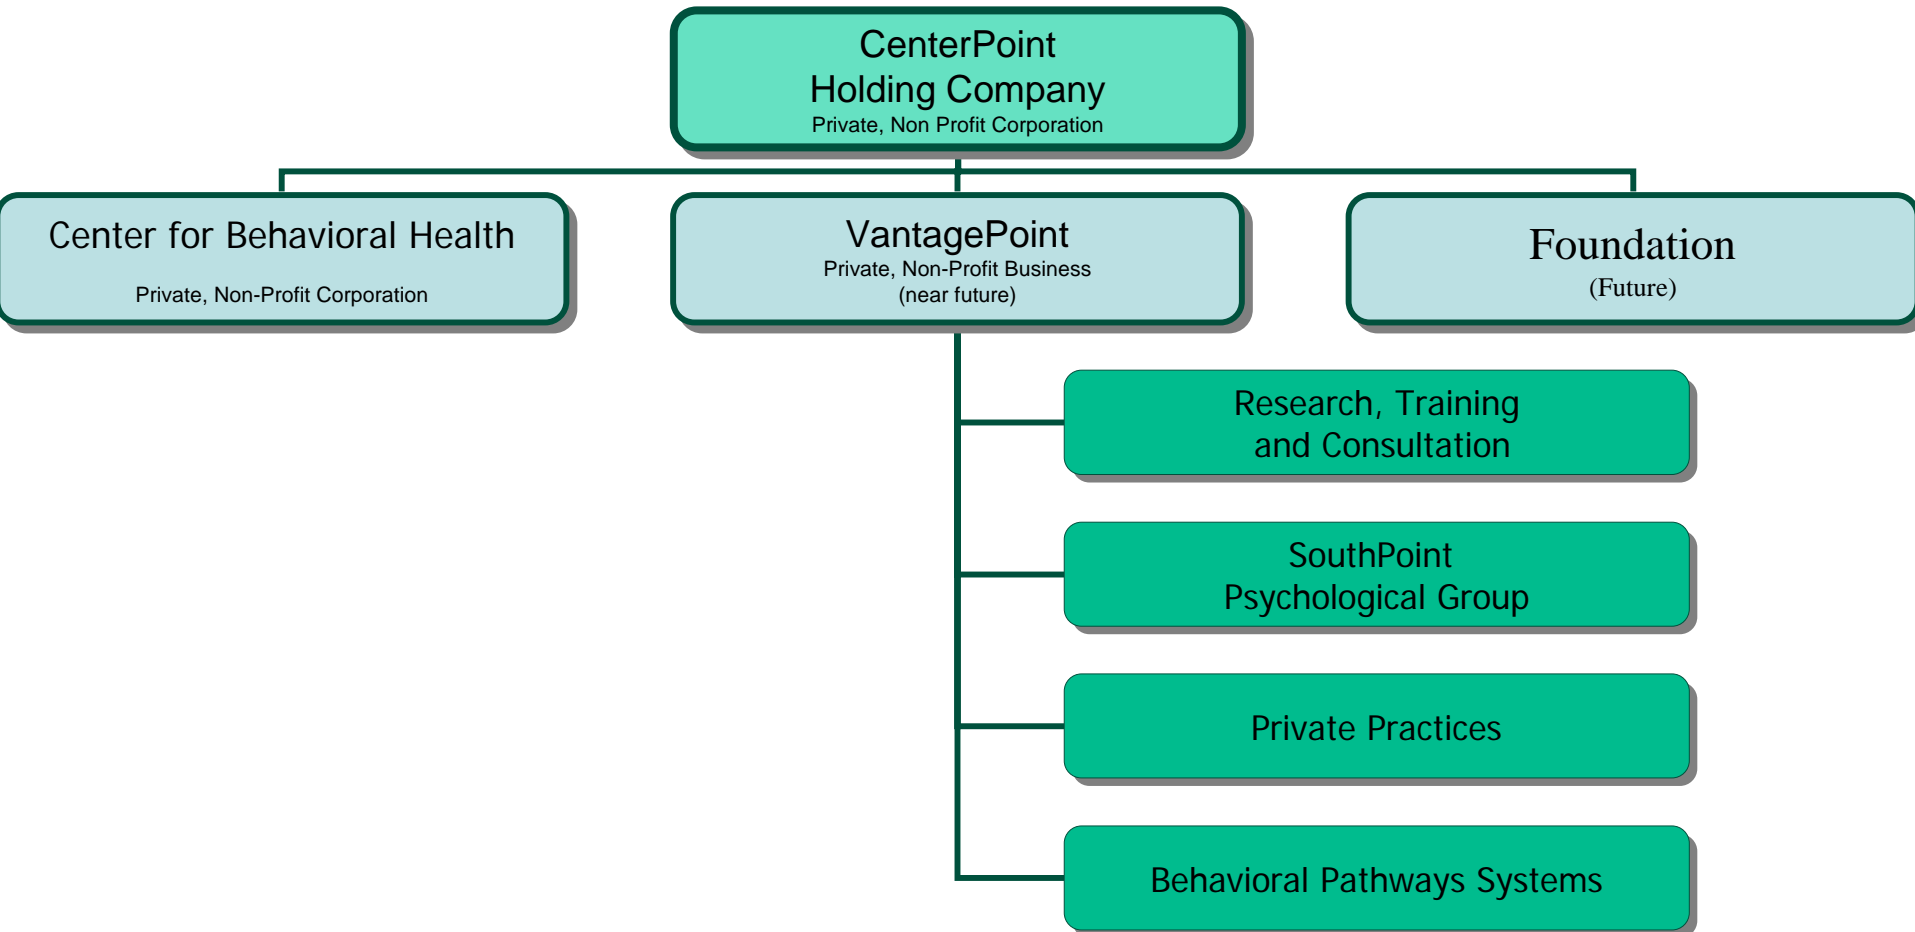 CenterPoint
Holding Company
Private, Non Profit Corporation
Center for Behavioral Health
Private, Non-Profit Corporation
VantagePoint
Private, Non-Profit Business
(near future)
Foundation
(Future)
Research, Training
and Consultation
SouthPoint
Psychological Group
Private Practices
Behavioral Pathways Systems